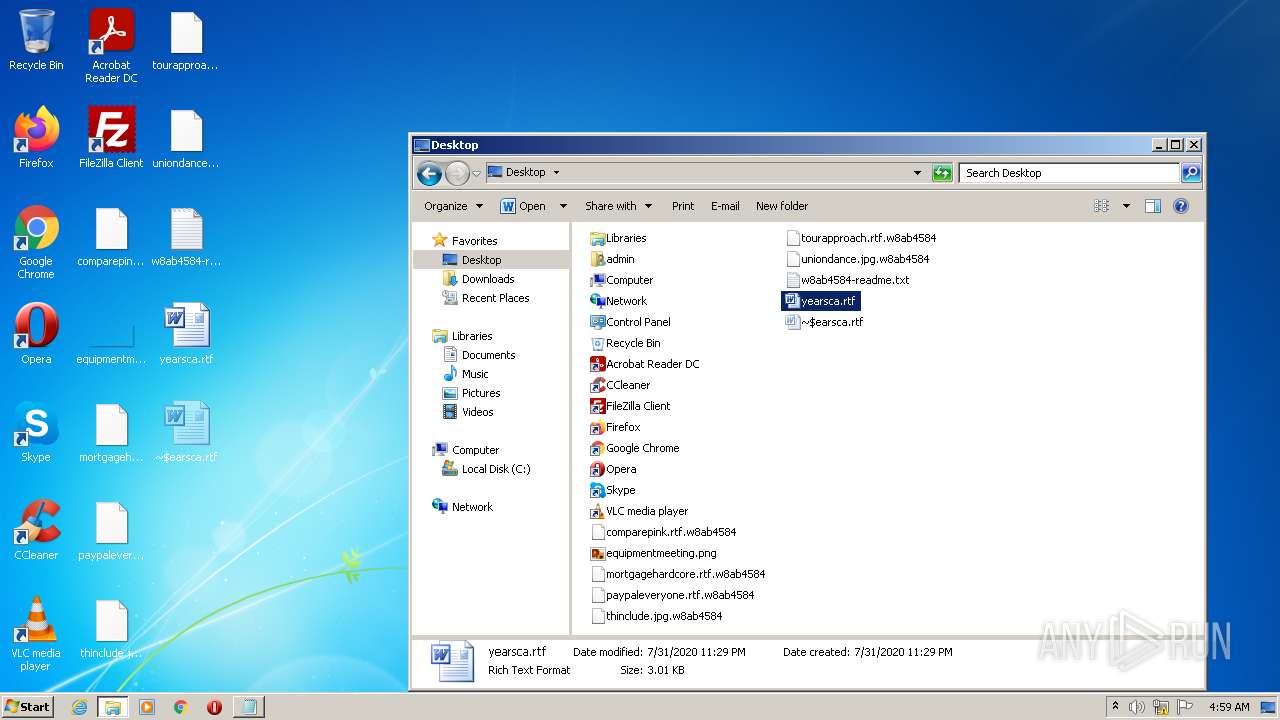 Recycle Bin
Acrobat Reader DC
tourapproa...
Firefox
FileZilla Client
uniondance...
Google Chrome
comparepin...
w8ab4584-r...
Opera
equipmentm...
yearsca.rtf
Skype
mortgageh...
~$earsca.rtf
CCleaner
paypalever...
VLC media player
thinclude.j...
Desktop
Desktop
Search Desktop
Organize
Open
Share with
Print
E-mail
New folder
Favorites
Desktop
Downloads
Recent Places
Libraries
Documents
Music
Pictures
Videos
Computer
Local Disk (C:)
Network
Libraries
admin
Computer
Network
Control Panel
Recycle Bin
Acrobat Reader DC
CCleaner
FileZilla Client
Firefox
Google Chrome
Opera
Skype
VLC media player
comparepink.rtf.w8ab4584
equipmentmeeting.png
mortgagehardcore.rtf.w8ab4584
paypaleveryone.rtf.w8ab4584
thinclude.jpg.w8ab4584
tourapproach.jpg.w8ab4584
uniondance.jpg.w8ab4584
w8ab4584-readme.txt
yearsca.rtf
~$earsca.rtf
yearsca.rtf
Date modified: 7/31/2020 11:29 PM
Date created: 7/31/2020 11:29 PM
Rich Text Format
Size: 3.01 KB
ANY RUN
Start
4:59 AM